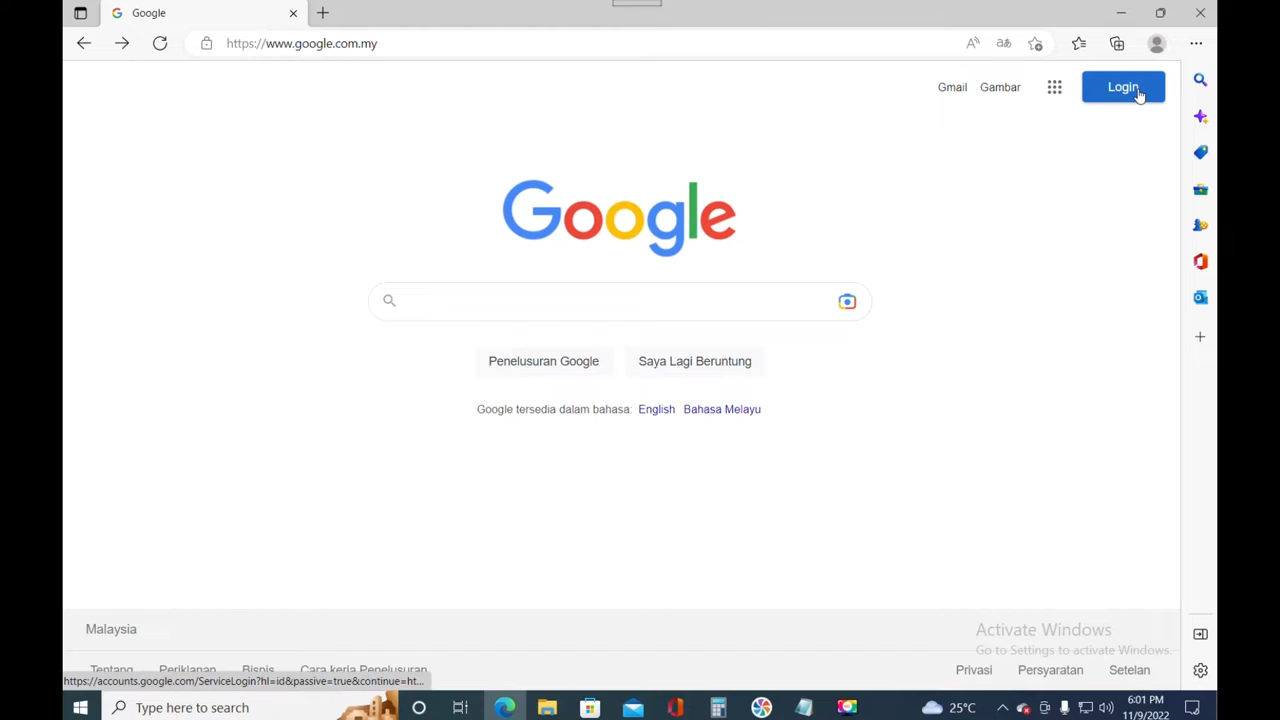 Google
https://www.google.com.my
Gmail Gambar Login
Google
Penelusuran Google Saya Lagi Beruntung
Google tersedia dalam bahasa: English Bahasa Melayu
Malaysia
Activate Windows
Go to Settings to activate Windows.
Tentang Periklanan Bisnis Cara kerja Penelusuran Privasi Persyaratan Setelan
https://accounts.google.com/ServiceLogin?hl=id&passive=true&continue=ht...
Type here to search 25°C 6:01 PM
11/9/2022